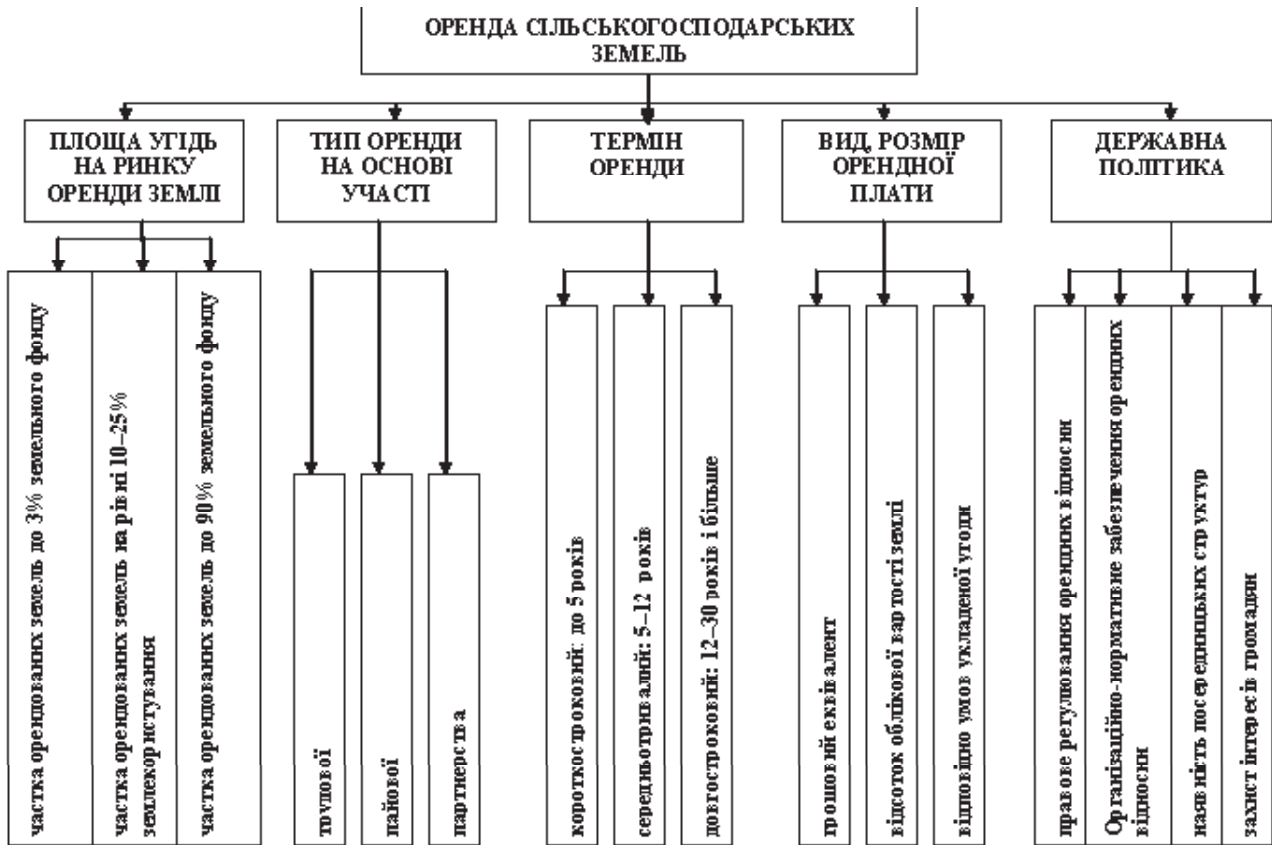 ОРЕНДА СІЛЬСЬКОГОСПОДАРСЬКИХ
ЗЕМЕЛЬ
ПЛОЩА УГІДЬ
НА РИНКУ
ОРЕНДИ ЗЕМЛІ
ТИП ОРЕНДИ
НА ОСНОВІ
УЧАСТІ
ТЕРМІН
ОРЕНДИ
ВИД, РОЗМІР
ОРЕНДНОЇ
ПЛАТИ
ДЕРЖАВНА
ПОЛІТИКА
частка орендованих земель до 3% земельного фонду
частка орендованих земель на рівні 10–25%
землекористування
частка орендованих земель до 90% земельного фонду
трудової
пайової
партнерства
короткостроковий: до 5 років
середньотривалий: 5–12 років
довгостроковий: 12–30 років і більше
грошовий еквівалент
відсоток облікової вартості землі
відповідно умов укладеної угоди
правове регулювання орендних відносин
Організаційно-нормативне забезпечення орендних
відносин
наявність посередницьких структур
захист інтересів громадян